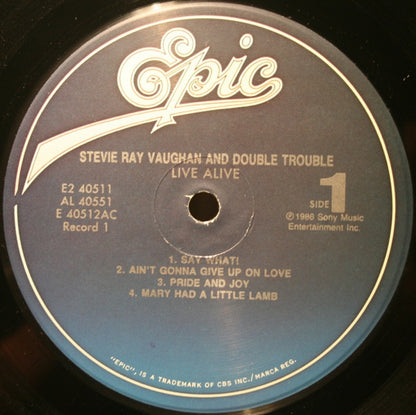 Epic
STEVIE RAY VAUGHAN AND DOUBLE TROUBLE
LIVE ALIVE
E2 40511
AL 40551
E 40512AC
Record 1
SIDE 1
℗ 1986 Sony Music
Entertainment Inc.
1. SAY WHAT!
2. AIN'T GONNA GIVE UP ON LOVE
3. PRIDE AND JOY
4. MARY HAD A LITTLE LAMB
"EPIC", IS A TRADEMARK OF CBS INC./MARCA REG.